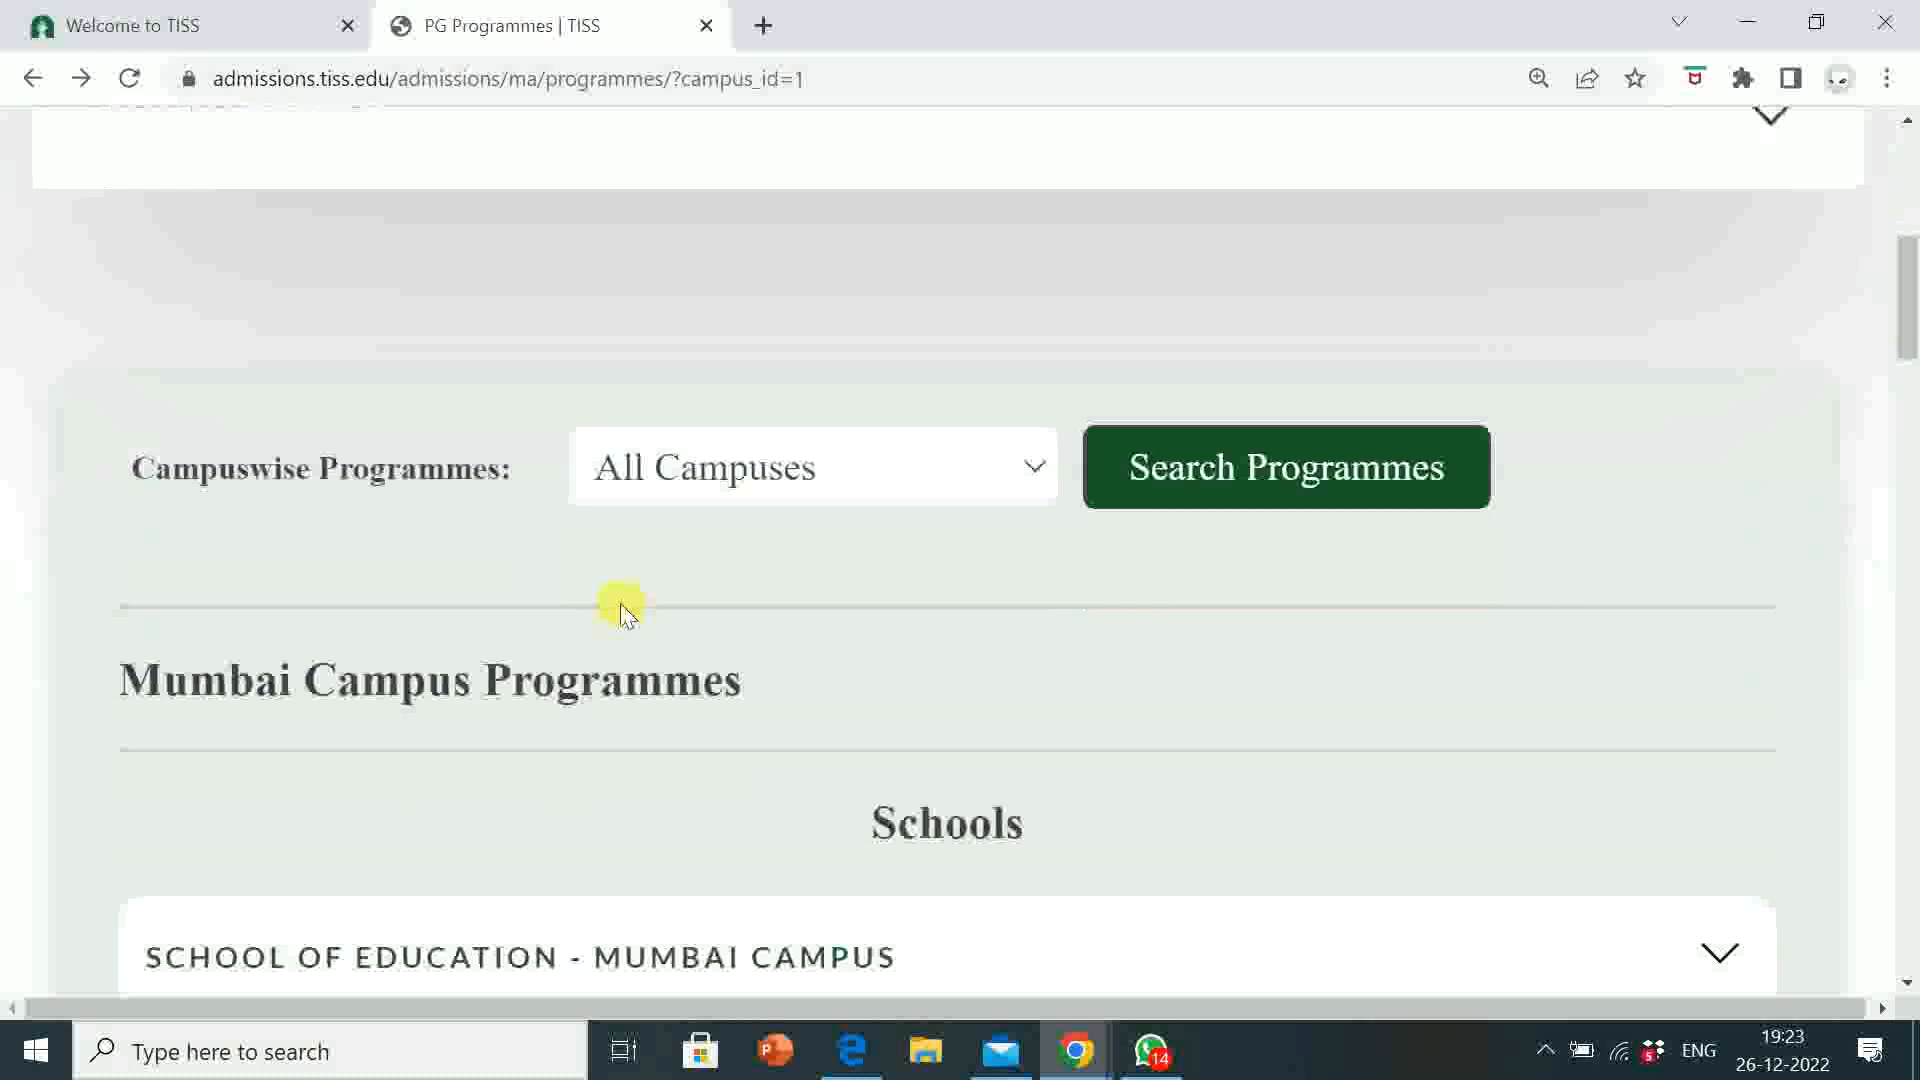 Welcome to TISS
PG Programmes | TISS
admissions.tiss.edu/admissions/ma/programmes/?campus_id=1
Campuswise Programmes:
All Campuses
Search Programmes
Mumbai Campus Programmes
Schools
SCHOOL OF EDUCATION - MUMBAI CAMPUS
Type here to search
P
14
5
ENG
19:23
26-12-2022